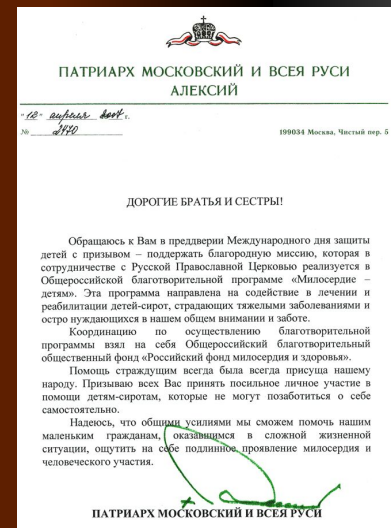 ПАТРИАРХ МОСКОВСКИЙ И ВСЕЯ РУСИ
АЛЕКСИЙ
"12" апреля 2007 г.
№ 2470
199034 Москва, Чистый пер. 5
ДОРОГИЕ БРАТЬЯ И СЕСТРЫ!
Обращаюсь к Вам в преддверии Международного дня защиты
детей с призывом – поддержать благородную миссию, которая в
сотрудничестве с Русской Православной Церковью реализуется в
Общероссийской благотворительной программе «Милосердие –
детям». Эта программа направлена на содействие в лечении и
реабилитации детей-сирот, страдающих тяжелыми заболеваниями и
остро нуждающихся в нашем общем внимании и заботе.
Координацию по осуществлению благотворительной
программы взял на себя Общероссийский благотворительный
общественный фонд «Российский фонд милосердия и здоровья».
Помощь страждущим всегда была всегда присуща нашему
народу. Призываю всех Вас принять посильное личное участие в
помощи детям-сиротам, которые не могут позаботиться о себе
самостоятельно.
Надеюсь, что общими усилиями мы сможем помочь нашим
маленьким гражданам, оказавшимся в сложной жизненной
ситуации, ощутить на себе подлинное проявление милосердия и
человеческого участия.
ПАТРИАРХ МОСКОВСКИЙ И ВСЕЯ РУСИ